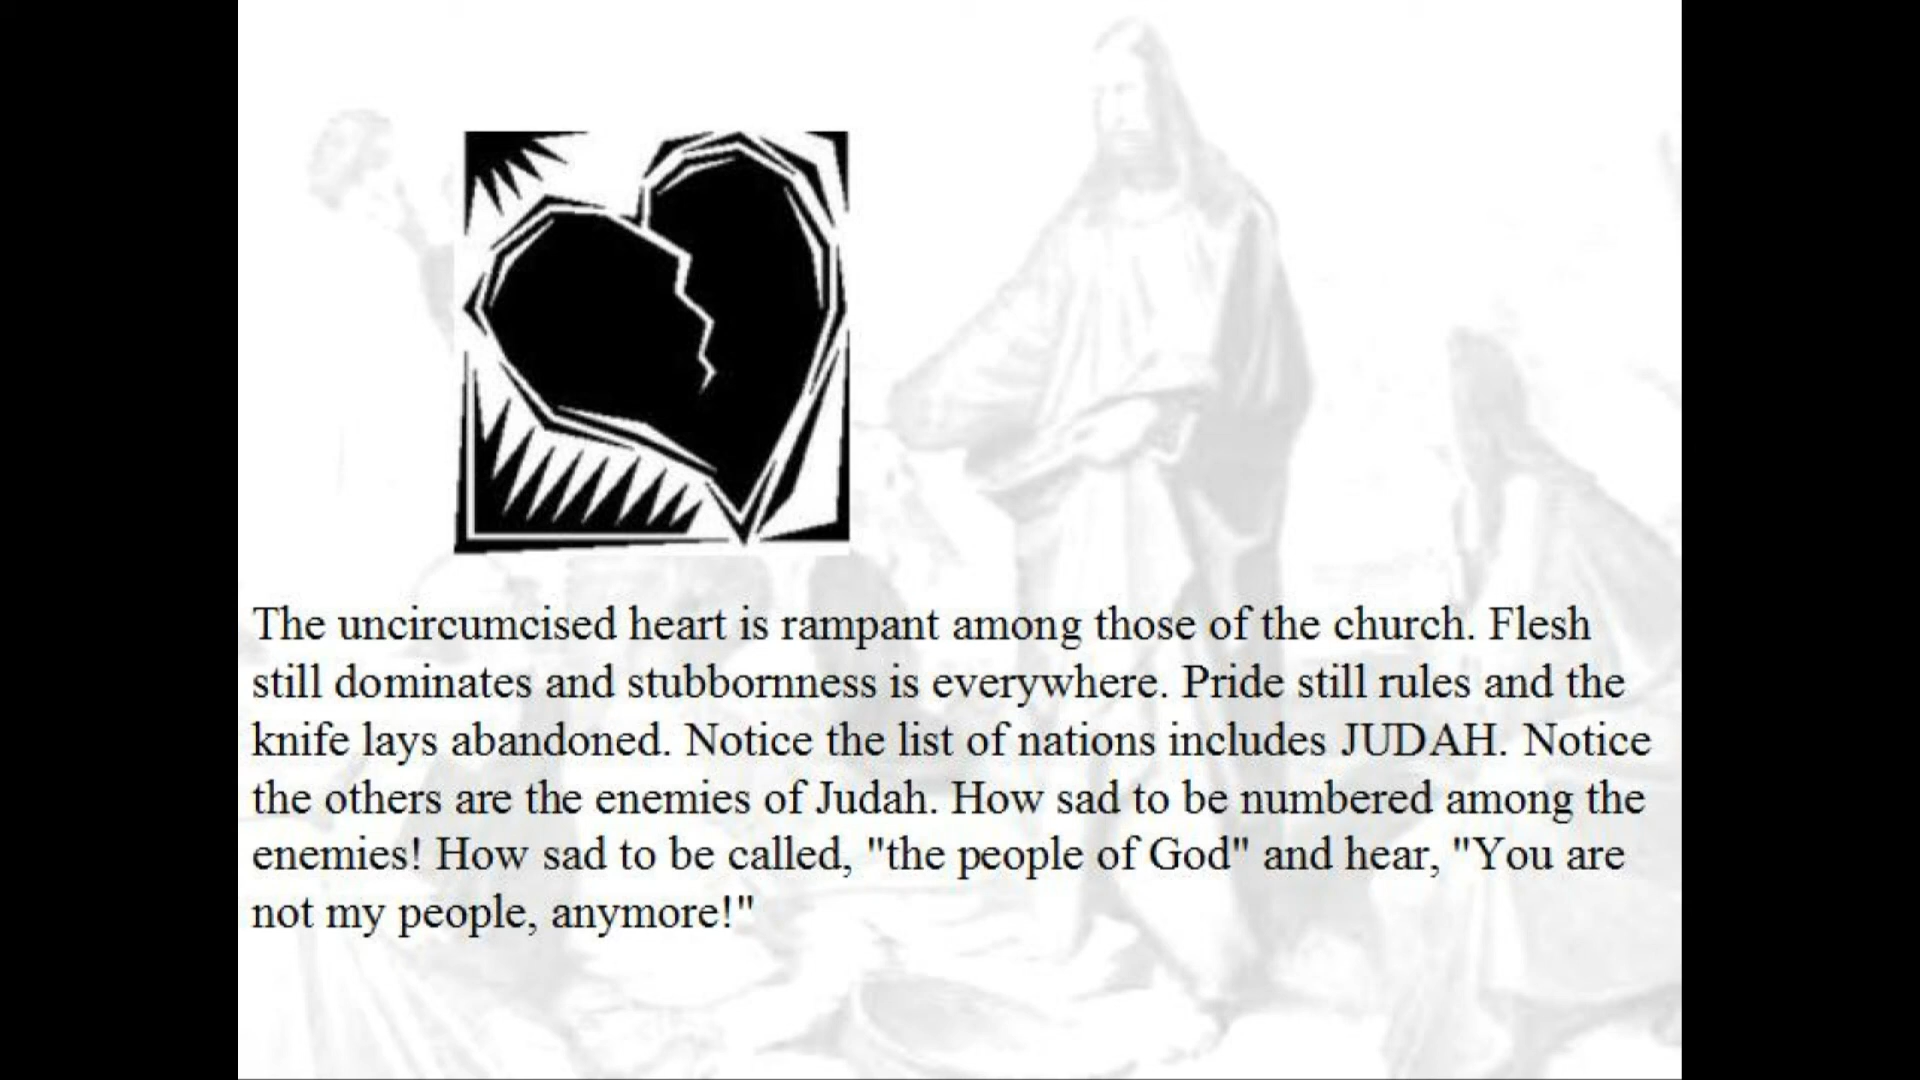 The uncircumcised heart is rampant among those of the church. Flesh
still dominates and stubbornness is everywhere. Pride still rules and the
knife lays abandoned. Notice the list of nations includes JUDAH. Notice
the others are the enemies of Judah. How sad to be numbered among the
enemies! How sad to be called, "the people of God" and hear, "You are
not my people, anymore!"